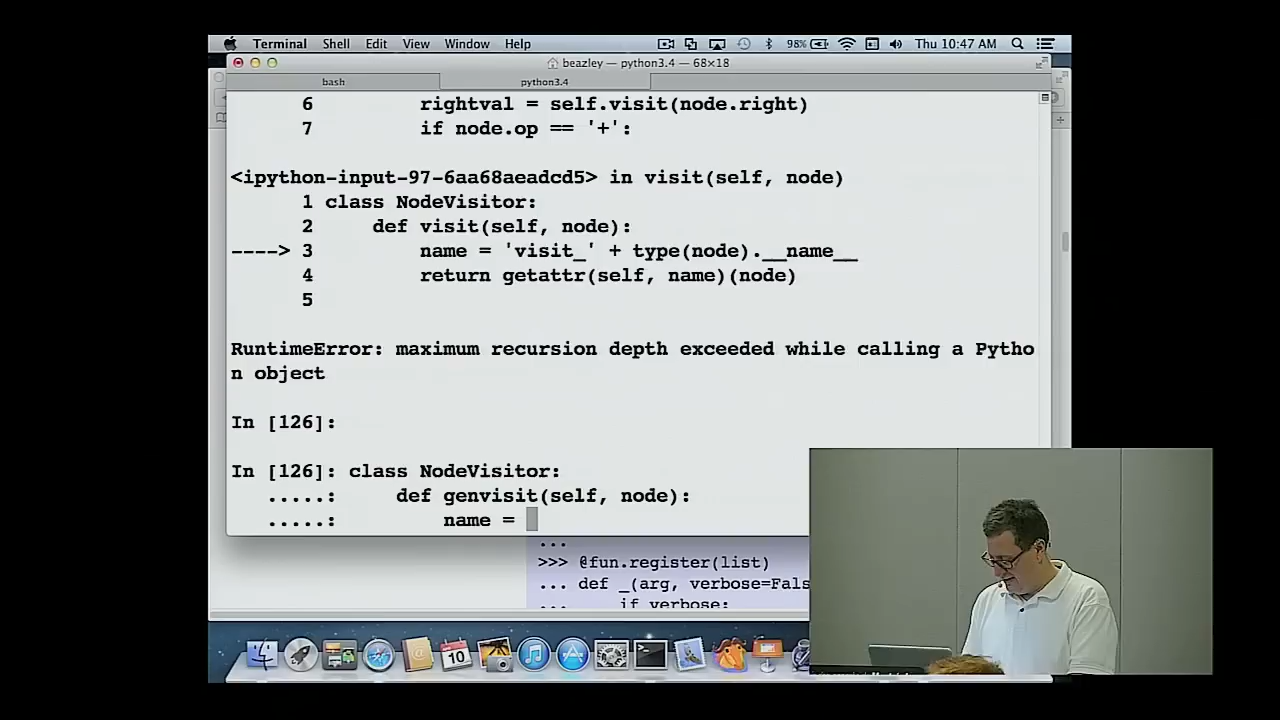 Terminal Shell Edit View Window Help 98% Thu 10:47 AM
beazley — python3.4 — 68×18
bash python3.4
6 rightval = self.visit(node.right)
7 if node.op == '+':
<ipython-input-97-6aa68aeadcd5> in visit(self, node)
1 class NodeVisitor:
2 def visit(self, node):
----> 3 name = 'visit_' + type(node).__name__
4 return getattr(self, name)(node)
5
RuntimeError: maximum recursion depth exceeded while calling a Pytho
n object
In [126]:
In [126]: class NodeVisitor:
.....: def genvisit(self, node):
.....: name =
...
>>> @fun.register(list)
... def _(arg, verbose=Fals
... if verbose:
10